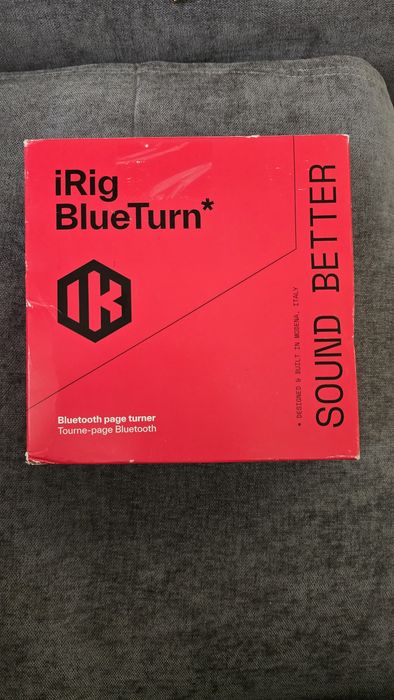 iRig
BlueTurn*
IK
Bluetooth page turner
Tourne-page Bluetooth
* DESIGNED & BUILT IN MODENA, ITALY
SOUND BETTER